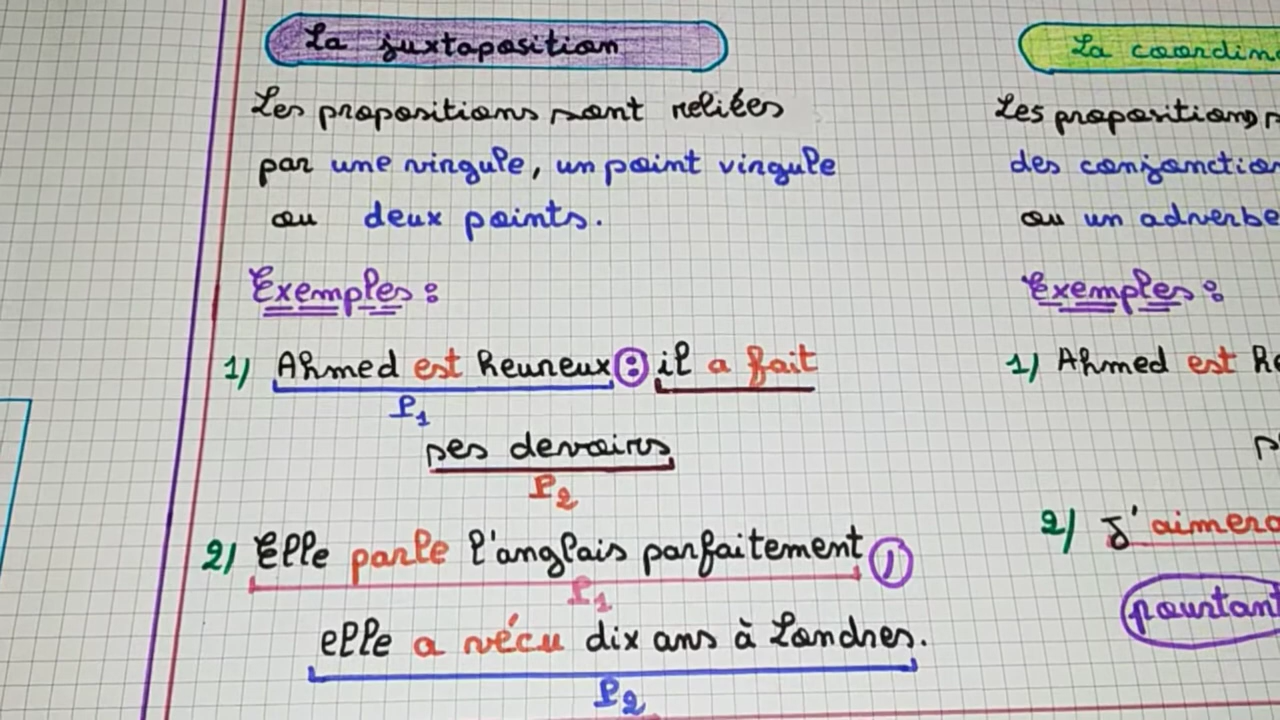 La juxtaposition
Les propositions sont reliées
par une virgule, un point virgule
ou deux points.
Exemples :
1) Ahmed est heureux : il a fait
P1
ses devoirs
P2
2) Elle parle l'anglais parfaitement ,
P1
elle a vécu dix ans à Londres.
P2
La coordin
Les propositions s
des conjonction
ou un adverbe
Exemples :
1) Ahmed est he
2) J'aimera
pourtant